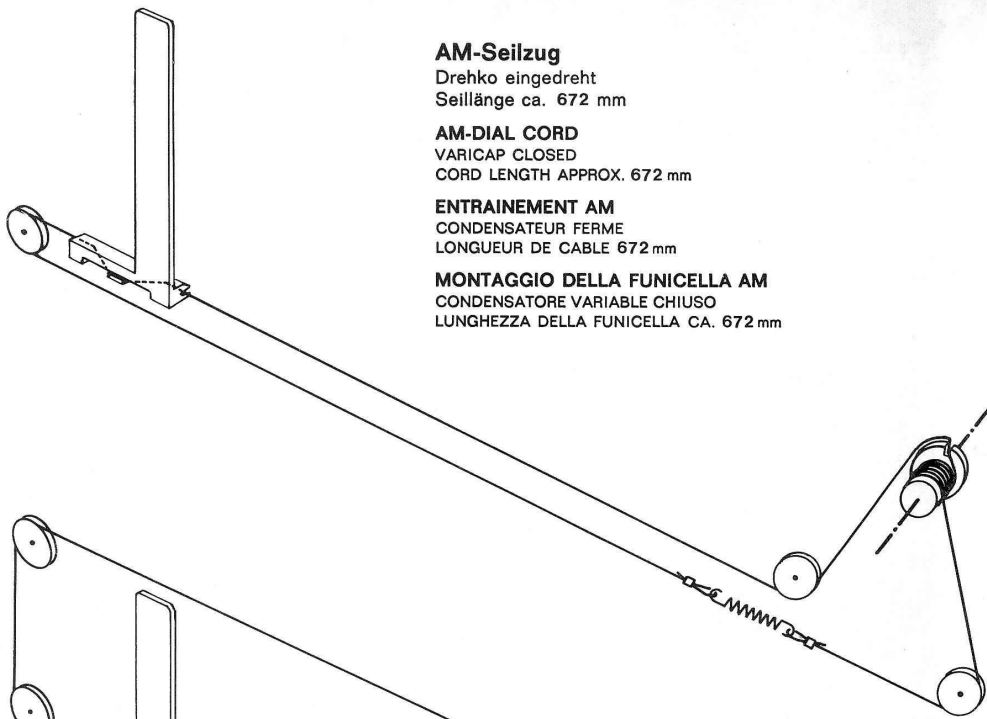 AM-Seilzug
Drehko eingedreht
Seillänge ca. 672 mm
AM-DIAL CORD
VARICAP CLOSED
CORD LENGTH APPROX. 672 mm
ENTRAINEMENT AM
CONDENSATEUR FERME
LONGUEUR DE CABLE 672 mm
MONTAGGIO DELLA FUNICELLA AM
CONDENSATORE VARIABLE CHIUSO
LUNGHEZZA DELLA FUNICELLA CA. 672 mm